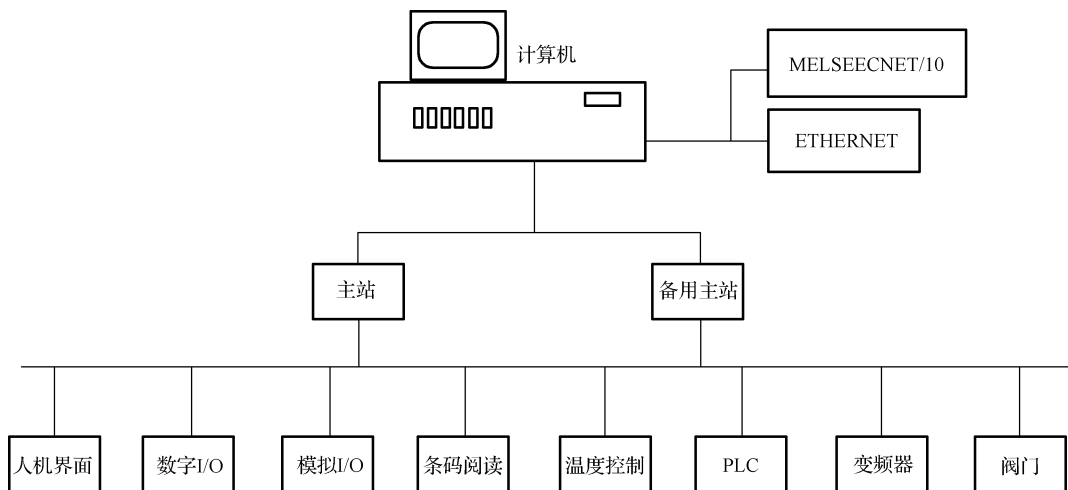 计算机
MELSEECNET/10
ETHERNET
主站
备用主站
人机界面
数字I/O
模拟I/O
条码阅读
温度控制
PLC
变频器
阀门